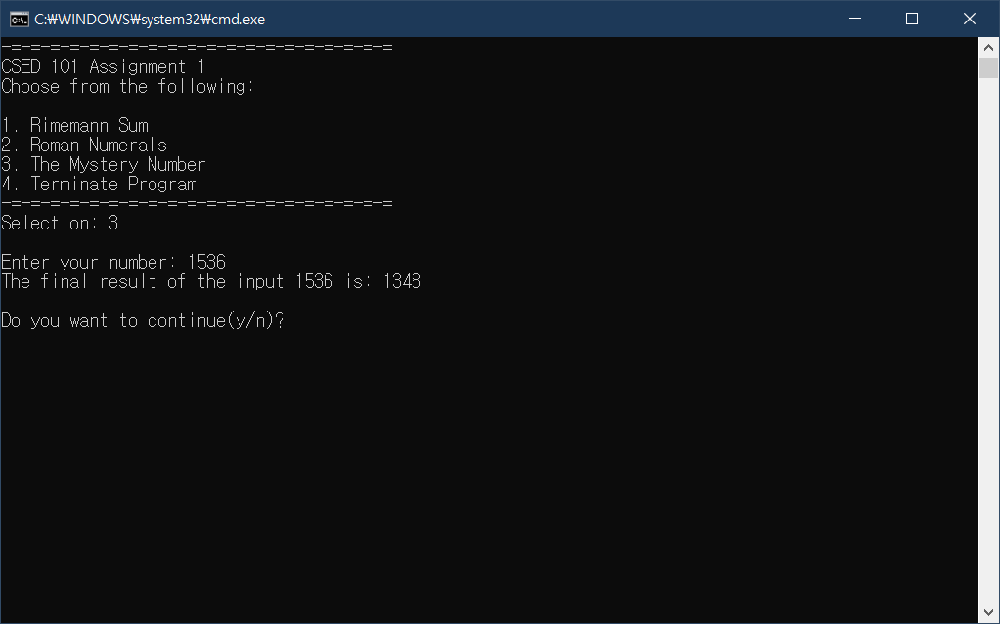 C:₩WINDOWS₩system32₩cmd.exe
-=-=-=-=-=-=-=-=-=-=-=-=-=-=-=-=-=-=-=-=
CSED 101 Assignment 1
Choose from the following:
1. Rimemann Sum
2. Roman Numerals
3. The Mystery Number
4. Terminate Program
-=-=-=-=-=-=-=-=-=-=-=-=-=-=-=-=-=-=-=-=
Selection: 3
Enter your number: 1536
The final result of the input 1536 is: 1348
Do you want to continue(y/n)?